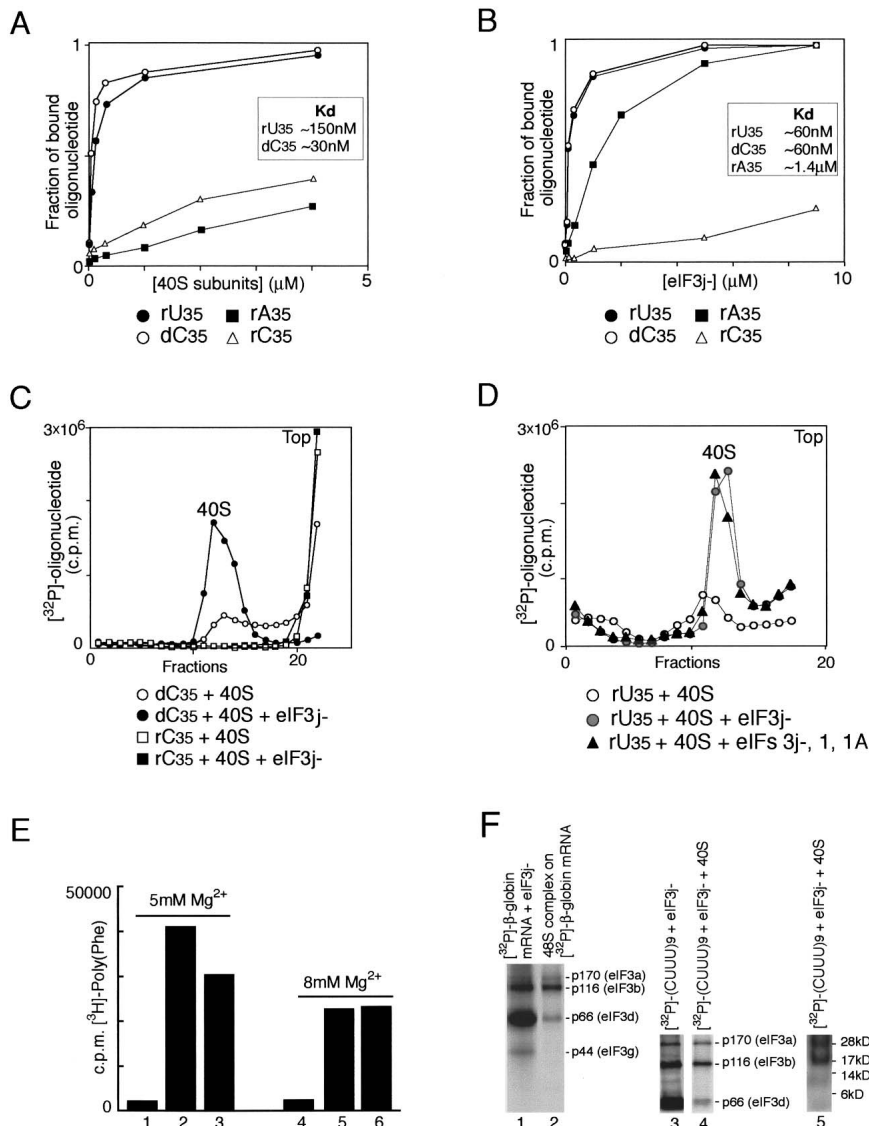 A
1
Fraction of bound
oligonucleotide
Kd
rU35 ~150nM
dC35 ~30nM
0
0
5
[40S subunits] (μM)
rU35
rA35
dC35
rC35
B
1
Fraction of bound
oligonucleotide
Kd
rU35 ~60nM
dC35 ~60nM
rA35 ~1.4μM
0
0
10
[eIF3j-] (μM)
rU35
rA35
dC35
rC35
C
3×10⁶
Top
40S
[³²P]-oligonucleotide
(c.p.m.)
0
0
20
Fractions
dC35 + 40S
dC35 + 40S + eIF3j-
rC35 + 40S
rC35 + 40S + eIF3j-
D
3×10⁶
Top
40S
[³²P]-oligonucleotide
(c.p.m.)
0
0
20
Fractions
rU35 + 40S
rU35 + 40S + eIF3j-
rU35 + 40S + eIFs 3j-, 1, 1A
E
50000
5mM Mg²⁺
8mM Mg²⁺
c.p.m. [³H]-Poly(Phe)
0
1 2 3 4 5 6
F
[³²P]-β-globin
mRNA + eIF3j-
48S complex on
[³²P]-β-globin mRNA
p170 (eIF3a)
p116 (eIF3b)
p66 (eIF3d)
p44 (eIF3g)
1 2
[³²P]-(CUUU)9 + eIF3j-
[³²P]-(CUUU)9 + eIF3j- + 40S
p170 (eIF3a)
p116 (eIF3b)
p66 (eIF3d)
3 4
[³²P]-(CUUU)9 + eIF3j- + 40S
28kD
17kD
14kD
6kD
5